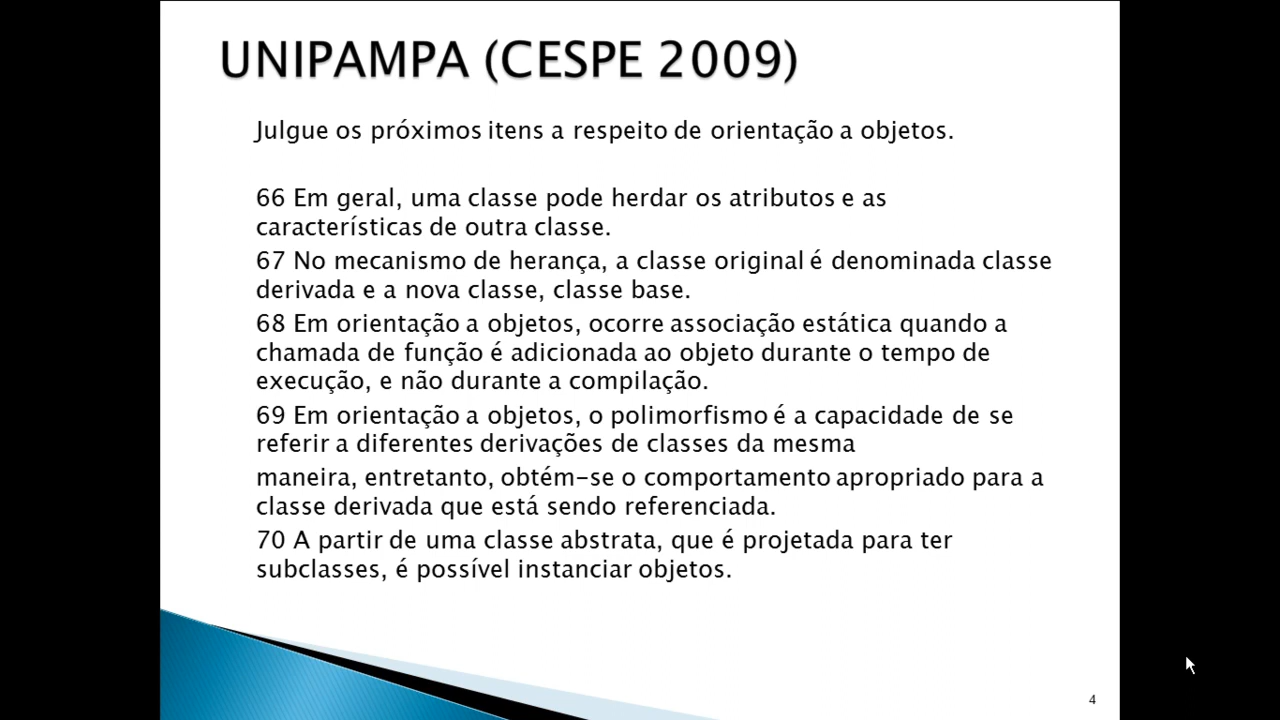 UNIPAMPA (CESPE 2009)
Julgue os próximos itens a respeito de orientação a objetos.
66 Em geral, uma classe pode herdar os atributos e as
características de outra classe.
67 No mecanismo de herança, a classe original é denominada classe
derivada e a nova classe, classe base.
68 Em orientação a objetos, ocorre associação estática quando a
chamada de função é adicionada ao objeto durante o tempo de
execução, e não durante a compilação.
69 Em orientação a objetos, o polimorfismo é a capacidade de se
referir a diferentes derivações de classes da mesma
maneira, entretanto, obtém-se o comportamento apropriado para a
classe derivada que está sendo referenciada.
70 A partir de uma classe abstrata, que é projetada para ter
subclasses, é possível instanciar objetos.
4